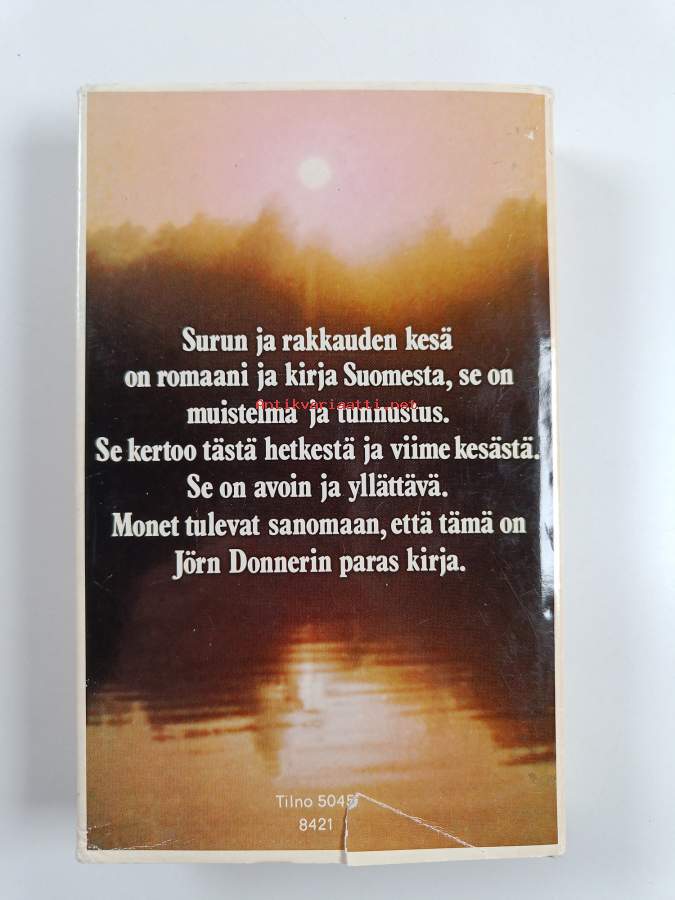 Surun ja rakkauden kesä
on romaani ja kirja Suomesta, se on
muistelma ja tunnustus.
Antikvariaatti.net
Se kertoo tästä hetkestä ja viime kesästä.
Se on avoin ja yllättävä.
Monet tulevat sanomaan, että tämä on
Jörn Donnerin paras kirja.
Tilno 5045
8421